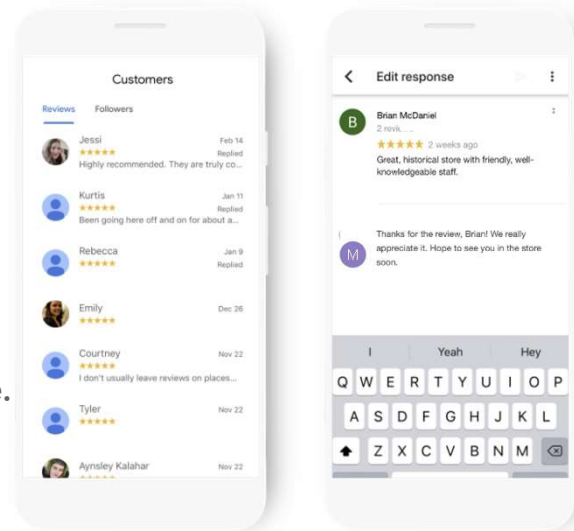 e.
Customers
Reviews Followers
Jessi Feb 14
Replied
Highly recommended. They are truly co...
Kurtis Jan 11
Replied
Been going here off and on for about a...
Rebecca Jan 9
Replied
Emily Dec 26
Courtney Nov 22
I don't usually leave reviews on places...
Tyler Nov 22
Aynsley Kalahar Nov 22
Edit response
B
Brian McDaniel
2
2 weeks ago
Great, historical store with friendly, well-
knowledgeable staff.
Thanks for the review, Brian! We really
M appreciate it. Hope to see you in the store
soon.
I Yeah Hey
Q W E R T Y U I O P
A S D F G H J K L
Z X C V B N M